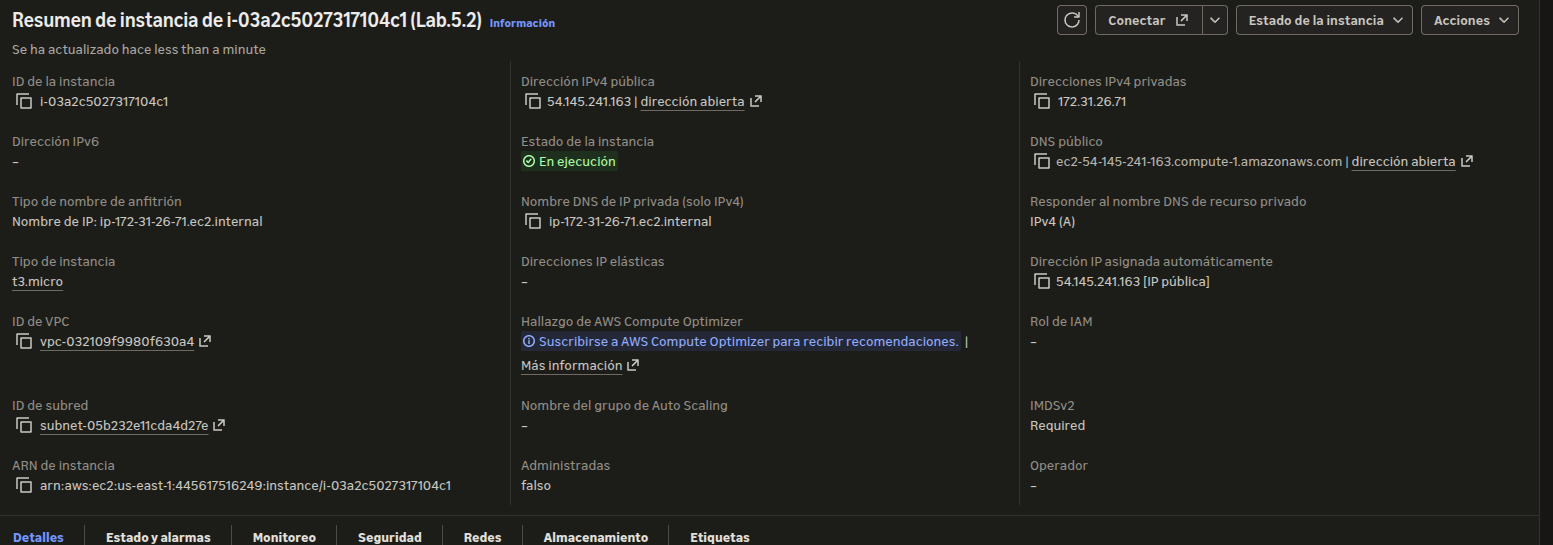 Resumen de instancia de i-03a2c5027317104c1 (Lab.5.2) Información
Conectar
Estado de la instancia
Acciones
Se ha actualizado hace less than a minute
ID de la instancia
i-03a2c5027317104c1
Dirección IPv4 pública
54.145.241.163 | dirección abierta
Direcciones IPv4 privadas
172.31.26.71
Dirección IPv6
–
Estado de la instancia
En ejecución
DNS público
ec2-54-145-241-163.compute-1.amazonaws.com | dirección abierta
Tipo de nombre de anfitrión
Nombre de IP: ip-172-31-26-71.ec2.internal
Nombre DNS de IP privada (solo IPv4)
ip-172-31-26-71.ec2.internal
Responder al nombre DNS de recurso privado
IPv4 (A)
Tipo de instancia
t3.micro
Direcciones IP elásticas
–
Dirección IP asignada automáticamente
54.145.241.163 [IP pública]
ID de VPC
vpc-032109f9980f630a4
Hallazgo de AWS Compute Optimizer
Suscribirse a AWS Compute Optimizer para recibir recomendaciones. |
Más información
Rol de IAM
–
ID de subred
subnet-05b232e11cda4d27e
Nombre del grupo de Auto Scaling
–
IMDSv2
Required
ARN de instancia
arn:aws:ec2:us-east-1:445617516249:instance/i-03a2c5027317104c1
Administradas
falso
Operador
–
Detalles
Estado y alarmas
Monitoreo
Seguridad
Redes
Almacenamiento
Etiquetas